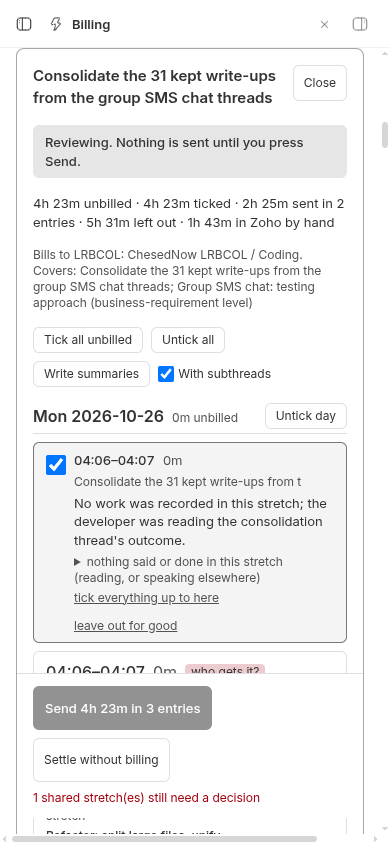 Billing
Consolidate the 31 kept write-ups
from the group SMS chat threads
Close
Reviewing. Nothing is sent until you press
Send.
4h 23m unbilled · 4h 23m ticked · 2h 25m sent in 2
entries · 5h 31m left out · 1h 43m in Zoho by hand
Bills to LRBCOL: ChesedNow LRBCOL / Coding.
Covers: Consolidate the 31 kept write-ups from the
group SMS chat threads; Group SMS chat: testing
approach (business-requirement level)
Tick all unbilled
Untick all
Write summaries
With subthreads
Mon 2026-10-26 0m unbilled
Untick day
04:06–04:07 0m
Consolidate the 31 kept write-ups from t
No work was recorded in this stretch; the
developer was reading the consolidation
thread's outcome.
nothing said or done in this stretch
(reading, or speaking elsewhere)
tick everything up to here
leave out for good
04:06–04:07 0m who gets it?
Send 4h 23m in 3 entries
Settle without billing
1 shared stretch(es) still need a decision
stretch
Refactor: split large files, unify